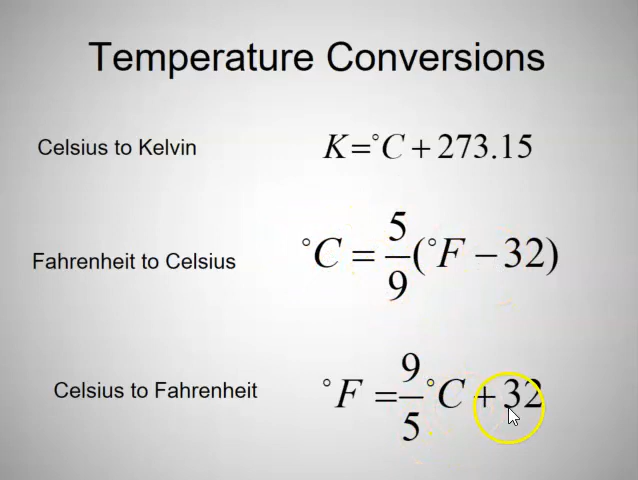 Temperature Conversions
Celsius to Kelvin K=°C + 273.15
Fahrenheit to Celsius °C = 5/9 (°F − 32)
Celsius to Fahrenheit °F = 9/5 °C + 32